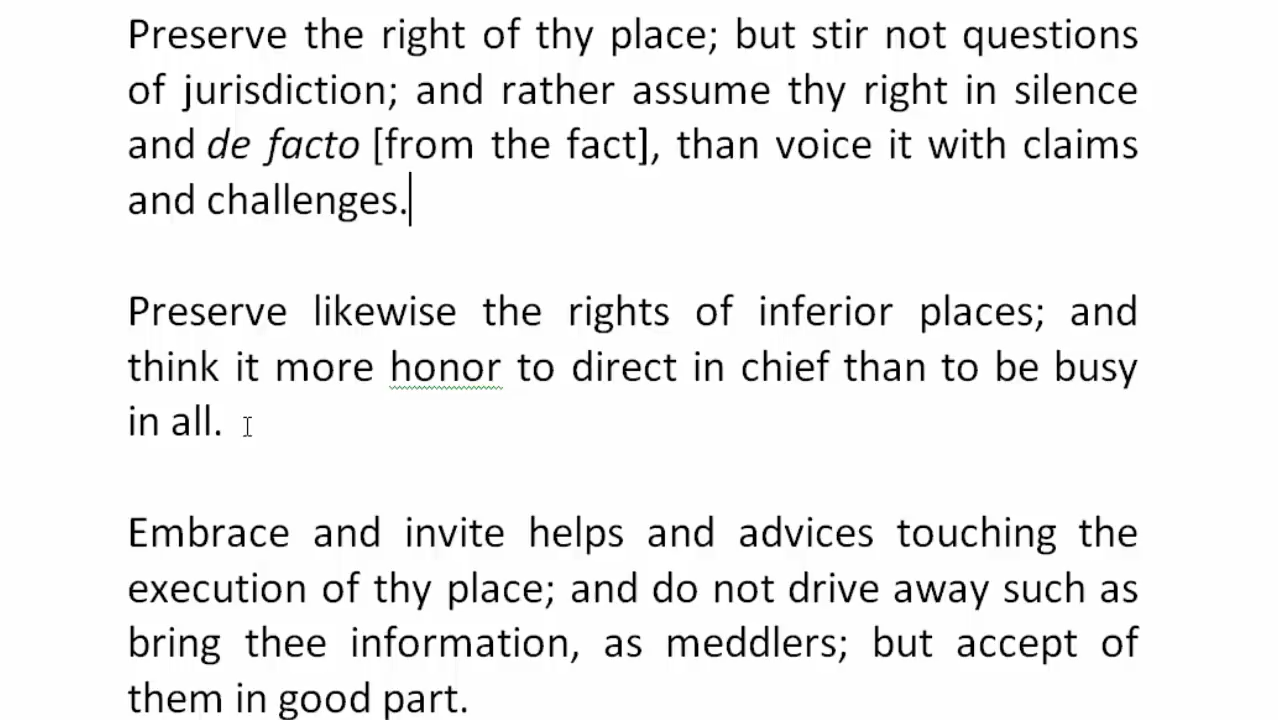 Preserve the right of thy place; but stir not questions
of jurisdiction; and rather assume thy right in silence
and de facto [from the fact], than voice it with claims
and challenges.
Preserve likewise the rights of inferior places; and
think it more honor to direct in chief than to be busy
in all.
Embrace and invite helps and advices touching the
execution of thy place; and do not drive away such as
bring thee information, as meddlers; but accept of
them in good part.